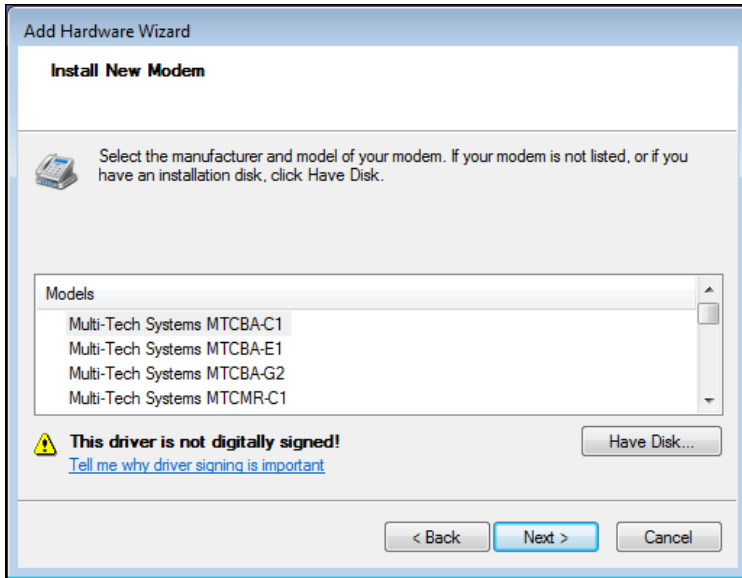 Add Hardware Wizard
Install New Modem
Select the manufacturer and model of your modem. If your modem is not listed, or if you
have an installation disk, click Have Disk.
Models
Multi-Tech Systems MTCBA-C1
Multi-Tech Systems MTCBA-E1
Multi-Tech Systems MTCBA-G2
Multi-Tech Systems MTCMR-C1
This driver is not digitally signed!
Have Disk...
Tell me why driver signing is important
< Back
Next >
Cancel